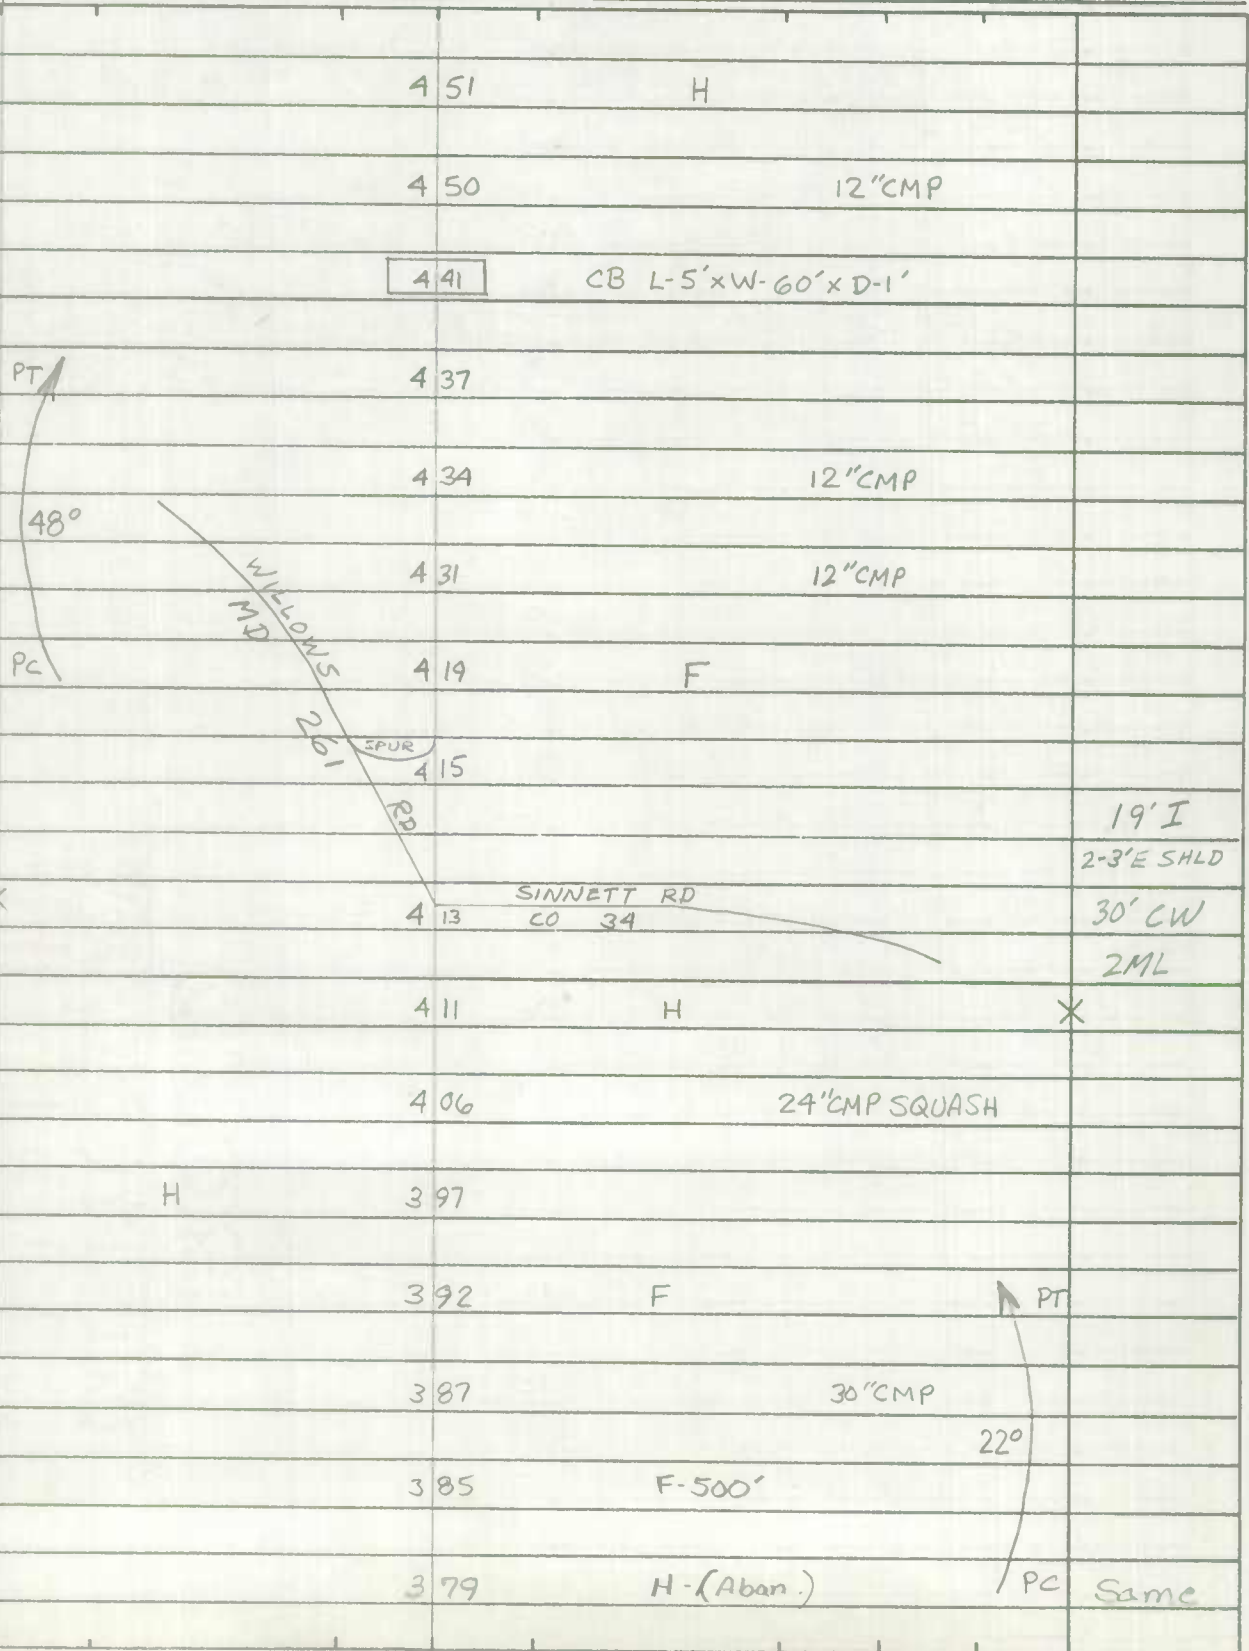 4 51 H
4 50 12"CMP
4 41 CB L-5'xW-60'xD-1'
PT 4 37
4 34 12"CMP
48°
4 31 12"CMP
WILLOWS RD
MD 261
PC 4 19 F
SPUR
4 15
19' I
2-3'E SHLD
SINNETT RD
4 13 CO 34 30' CW
2ML
4 11 H X
4 06 24"CMP SQUASH
H 3 97
3 92 F PT
3 87 30"CMP
22°
3 85 F-500'
3 79 H-(Aban.) PC Same